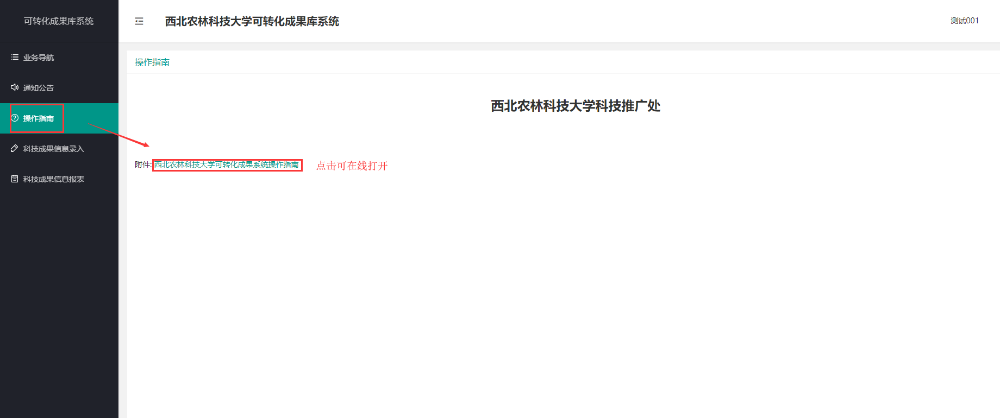 可转化成果库系统
西北农林科技大学可转化成果库系统
测试001
业务导航
通知公告
操作指南
科技成果信息录入
科技成果信息报表
操作指南
西北农林科技大学科技推广处
附件:西北农林科技大学可转化成果系统操作指南
点击可在线打开